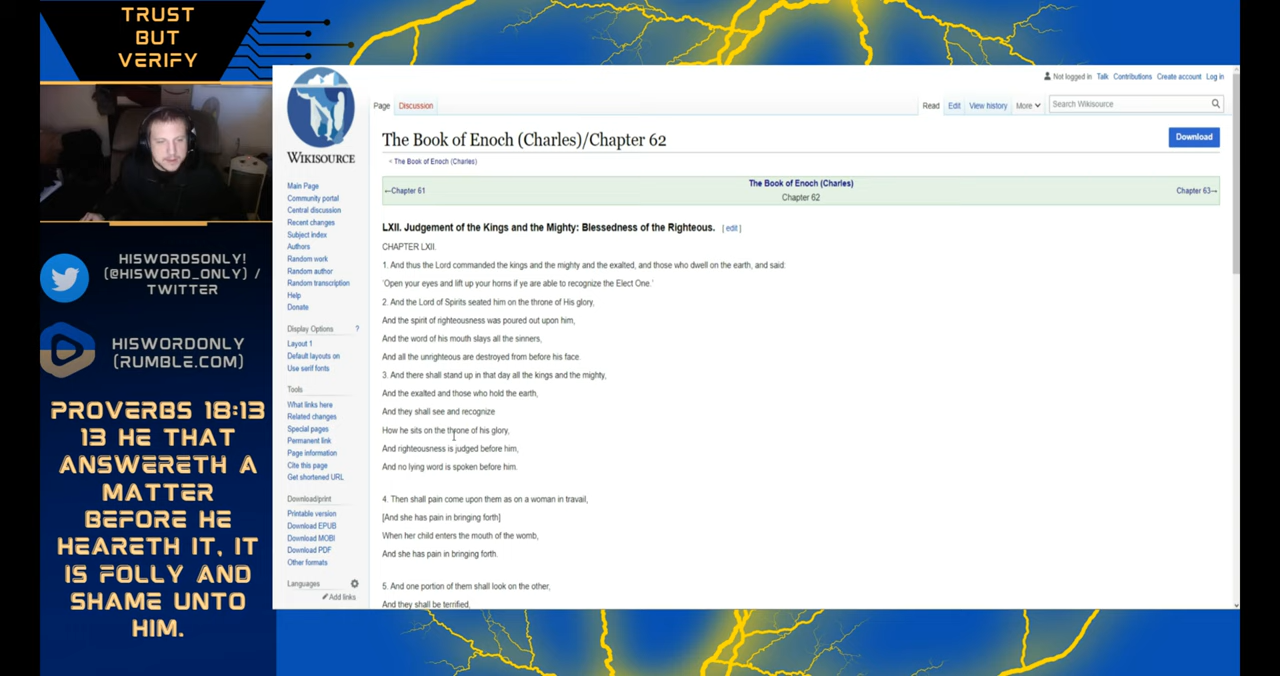 TRUST
BUT
VERIFY
HISWORDSONLY!
(@HISWORD_ONLY) /
TWITTER
HISWORDONLY
(RUMBLE.COM)
PROVERBS 18:13
13 HE THAT
ANSWERETH A
MATTER
BEFORE HE
HEARETH IT, IT
IS FOLLY AND
SHAME UNTO
HIM.
WIKISOURCE
Main Page
Community portal
Central discussion
Recent changes
Subject index
Authors
Random work
Random author
Random transcription
Help
Donate
Display Options ?
Layout 1
Default layouts on
Use serif fonts
Tools
What links here
Related changes
Special pages
Permanent link
Page information
Cite this page
Get shortened URL
Download/print
Printable version
Download EPUB
Download MOBI
Download PDF
Other formats
Languages
Add links
Not logged in Talk Contributions Create account Log in
Page Discussion Read Edit View history More Search Wikisource
The Book of Enoch (Charles)/Chapter 62
Download
< The Book of Enoch (Charles)
←Chapter 61 The Book of Enoch (Charles) Chapter 63→
Chapter 62
LXII. Judgement of the Kings and the Mighty: Blessedness of the Righteous. [ edit ]
CHAPTER LXII.
1. And thus the Lord commanded the kings and the mighty and the exalted, and those who dwell on the earth, and said:
'Open your eyes and lift up your horns if ye are able to recognize the Elect One.'
2. And the Lord of Spirits seated him on the throne of His glory,
And the spirit of righteousness was poured out upon him,
And the word of his mouth slays all the sinners,
And all the unrighteous are destroyed from before his face.
3. And there shall stand up in that day all the kings and the mighty,
And the exalted and those who hold the earth,
And they shall see and recognize
How he sits on the throne of his glory,
And righteousness is judged before him,
And no lying word is spoken before him.
4. Then shall pain come upon them as on a woman in travail,
[And she has pain in bringing forth]
When her child enters the mouth of the womb,
And she has pain in bringing forth.
5. And one portion of them shall look on the other,
And they shall be terrified,